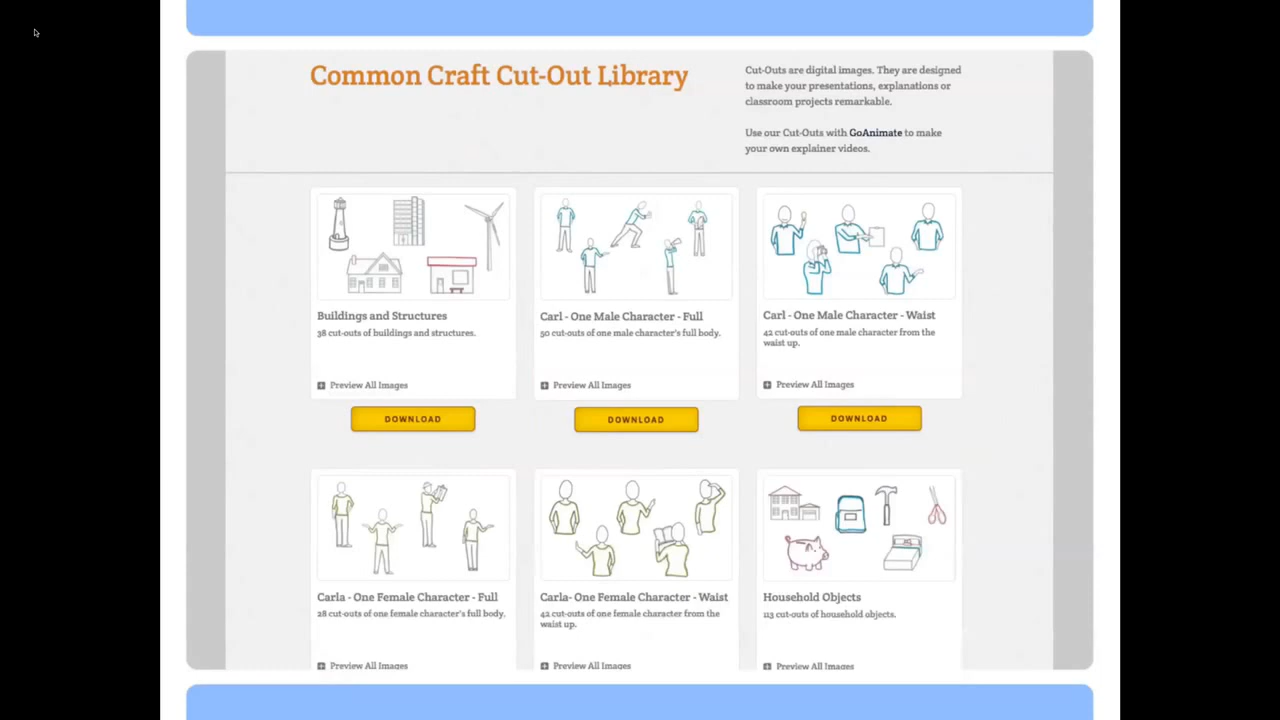 Common Craft Cut-Out Library
Cut-Outs are digital images. They are designed
to make your presentations, explanations or
classroom projects remarkable.
Use our Cut-Outs with GoAnimate to make
your own explainer videos.
Buildings and Structures
38 cut-outs of buildings and structures.
Preview All Images
DOWNLOAD
Carl - One Male Character - Full
50 cut-outs of one male character's full body.
Preview All Images
DOWNLOAD
Carl - One Male Character - Waist
42 cut-outs of one male character from the
waist up.
Preview All Images
DOWNLOAD
Carla - One Female Character - Full
28 cut-outs of one female character's full body.
Preview All Images
Carla- One Female Character - Waist
42 cut-outs of one female character from the
waist up.
Preview All Images
Household Objects
113 cut-outs of household objects.
Preview All Images